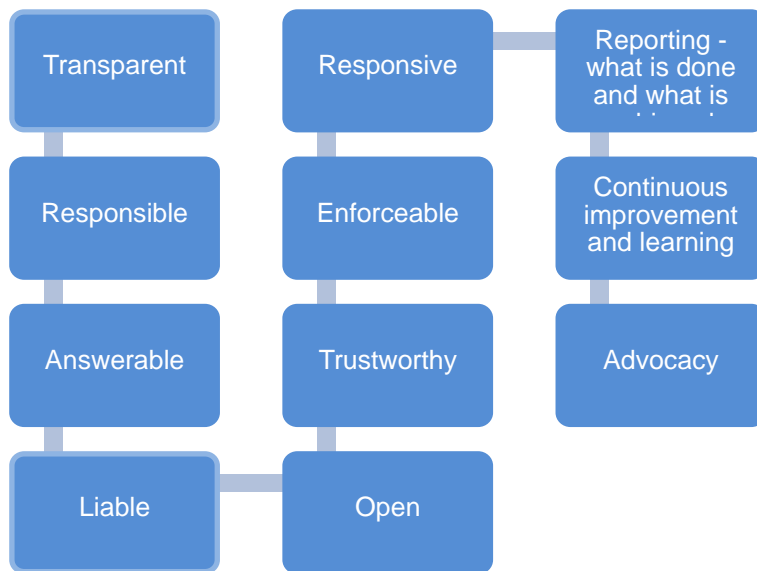 Transparent
Responsible
Answerable
Liable
Open
Trustworthy
Enforceable
Responsive
Reporting -
what is done
and what is
Continuous
improvement
and learning
Advocacy